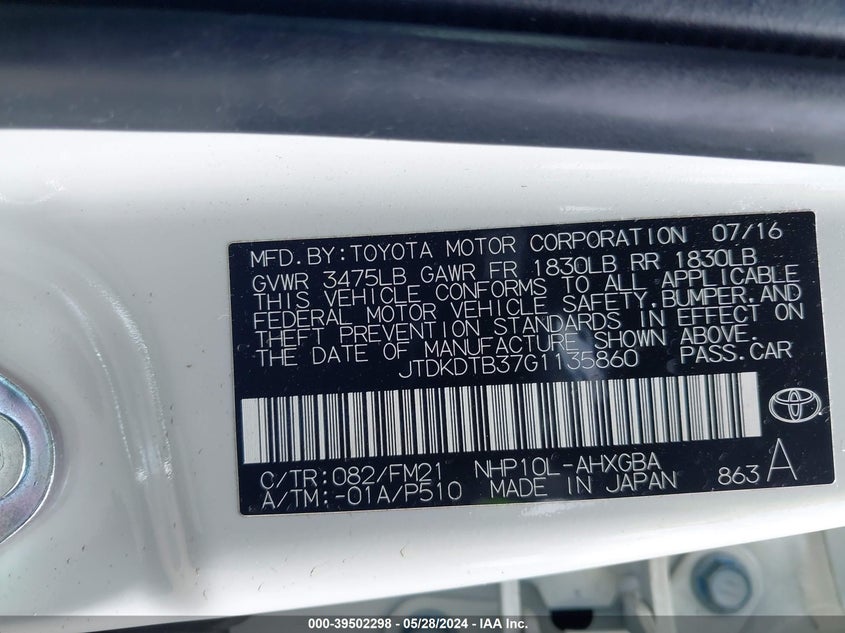 MFD.BY:TOYOTA MOTOR CORPORATION 07/16
GVWR 3475LB GAWR FR 1830LB RR 1830LB
THIS VEHICLE CONFORMS TO ALL APPLICABLE
FEDERAL MOTOR VEHICLE SAFETY,BUMPER,AND
THEFT PREVENTION STANDARDS IN EFFECT ON
THE DATE OF MANUFACTURE SHOWN ABOVE.
JTDKDTB37G1135860 PASS.CAR
C/TR:082/FM21 NHP10L-AHXGBA
A/TM:-01A/P510 MADE IN JAPAN 863 A
000-39502298 - 05/28/2024 - IAA Inc.